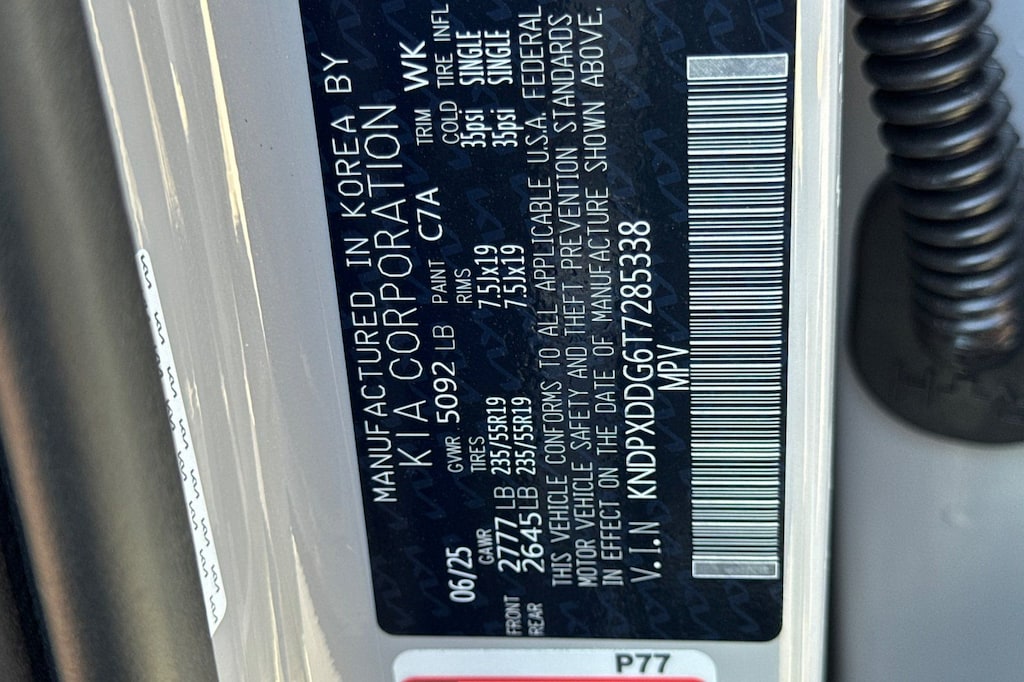 MANUFACTURED IN KOREA BY
KIA CORPORATION
06/25 GVWR 5092 LB PAINT C7A TRIM WK
GAWR TIRES RIMS COLD TIRE INFL
FRONT 2777 LB 235/55R19 7.5Jx19 35psi SINGLE
REAR 2645 LB 235/55R19 7.5Jx19 35psi SINGLE
THIS VEHICLE CONFORMS TO ALL APPLICABLE U.S.A. FEDERAL
MOTOR VEHICLE SAFETY AND THEFT PREVENTION STANDARDS
IN EFFECT ON THE DATE OF MANUFACTURE SHOWN ABOVE.
V.I.N KNDPXDDG6T7285338
MPV
P77